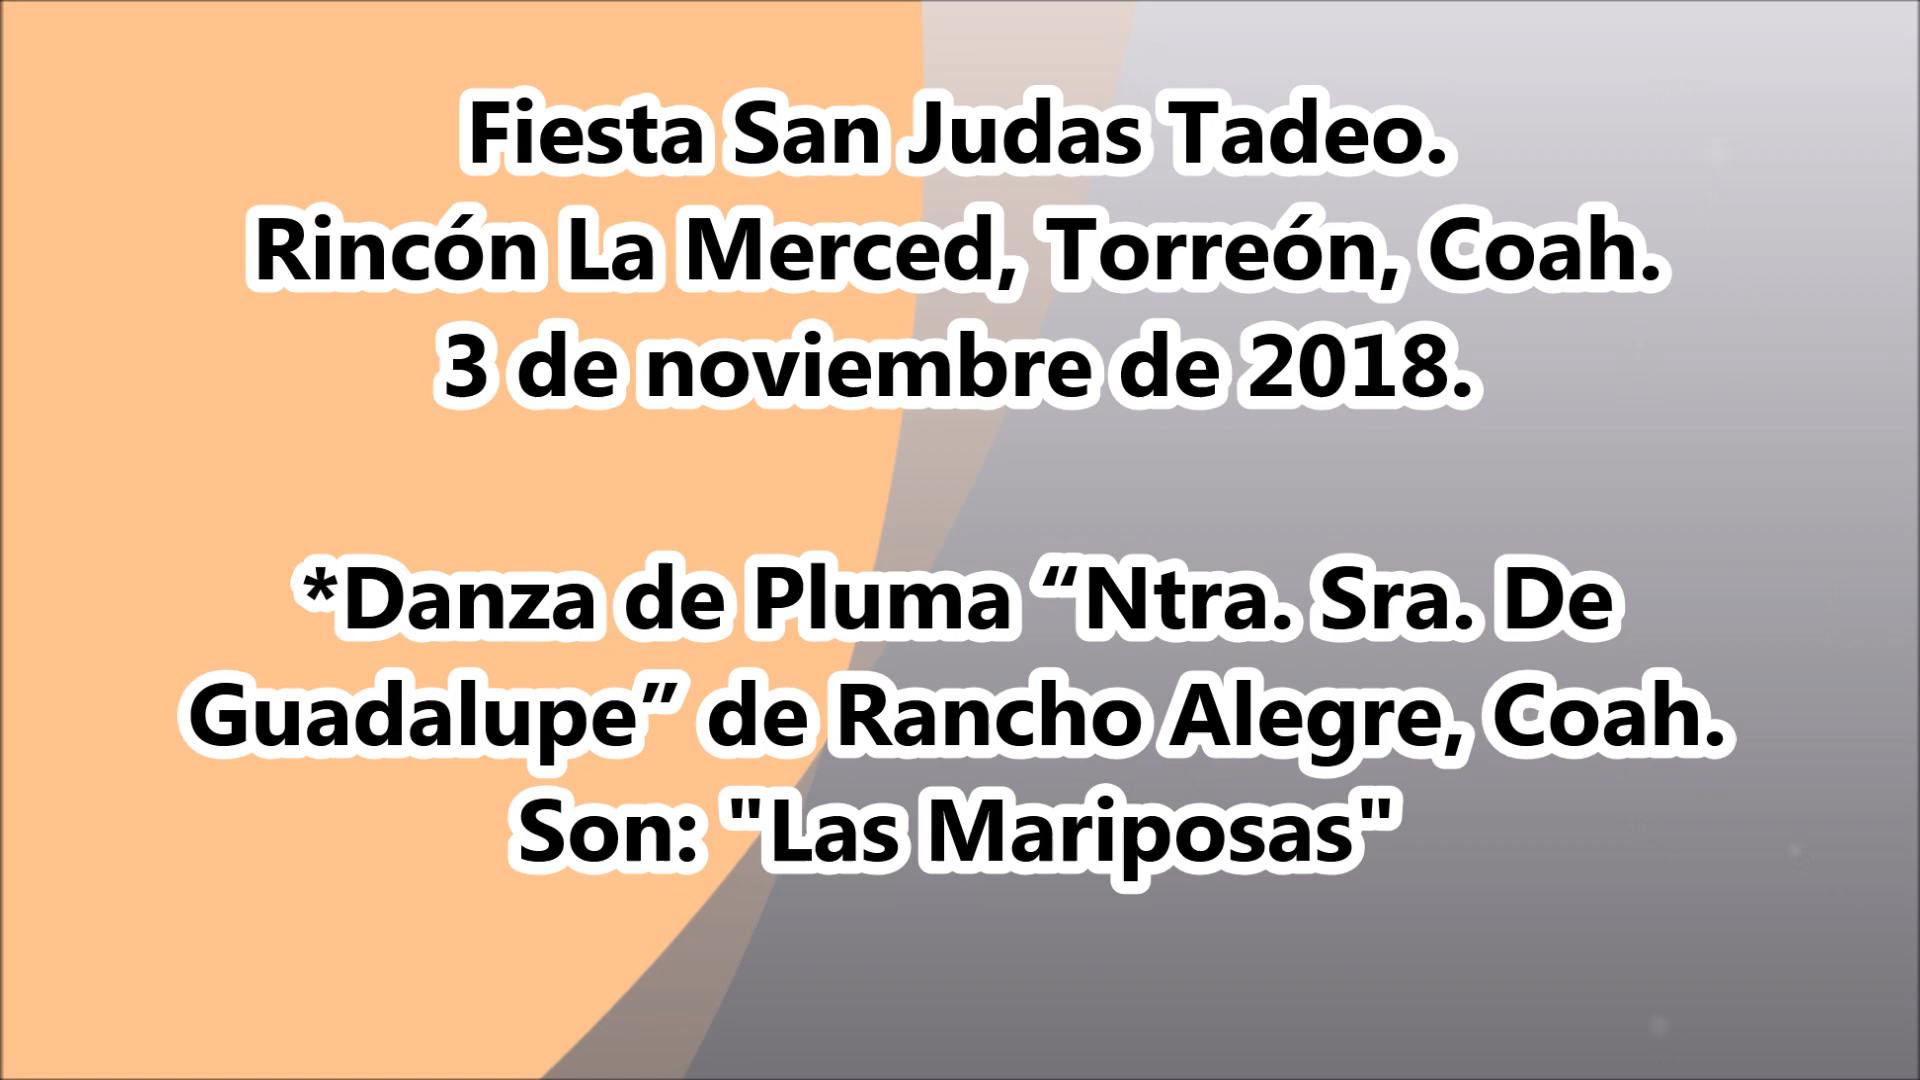 Fiesta San Judas Tadeo.
Rincón La Merced, Torreón, Coah.
3 de noviembre de 2018.
*Danza de Pluma “Ntra. Sra. De
Guadalupe” de Rancho Alegre, Coah.
Son: "Las Mariposas"